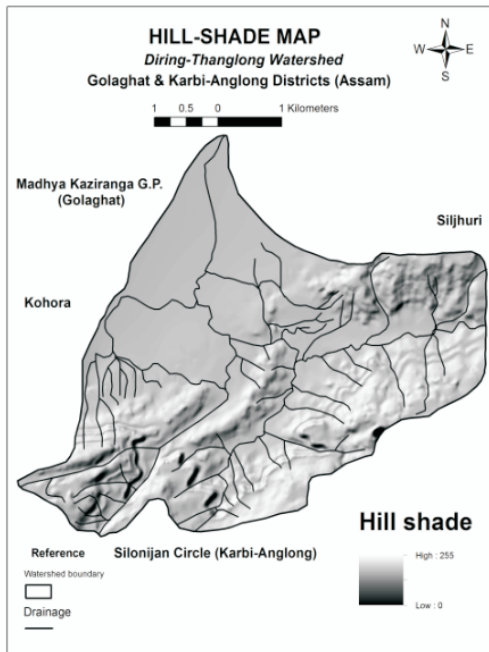 HILL-SHADE MAP
Diring-Thanglong Watershed
Golaghat & Karbi-Anglong Districts (Assam)
N
W E
S
1 0.5 0 1 Kilometers
Madhya Kaziranga G.P.
(Golaghat)
Siljhuri
Kohora
Hill shade
High : 255
Low : 0
Reference
Silonijan Circle (Karbi-Anglong)
Watershed boundary
Drainage